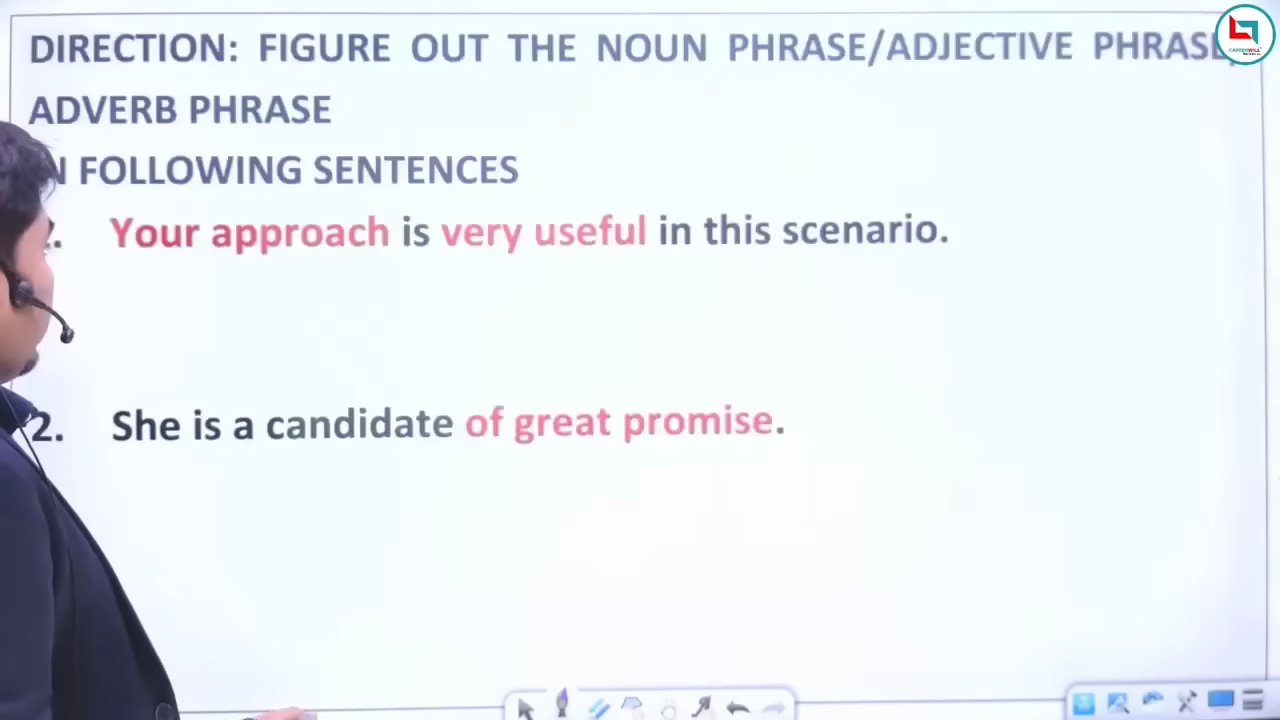 DIRECTION: FIGURE OUT THE NOUN PHRASE/ADJECTIVE PHRASE/
ADVERB PHRASE
N FOLLOWING SENTENCES
. Your approach is very useful in this scenario.
2. She is a candidate of great promise.
CAREERWILL